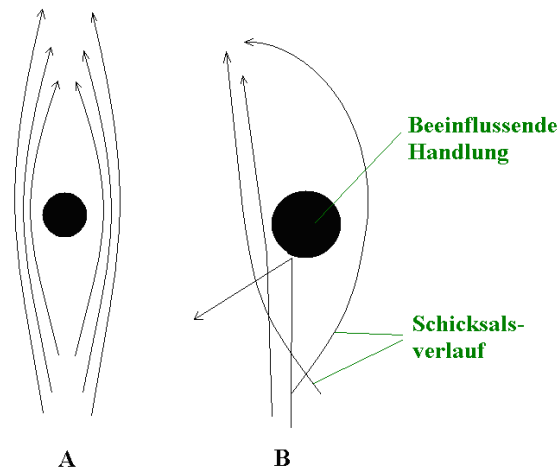 Beeinflussende
Handlung
Schicksals-
verlauf
A
B